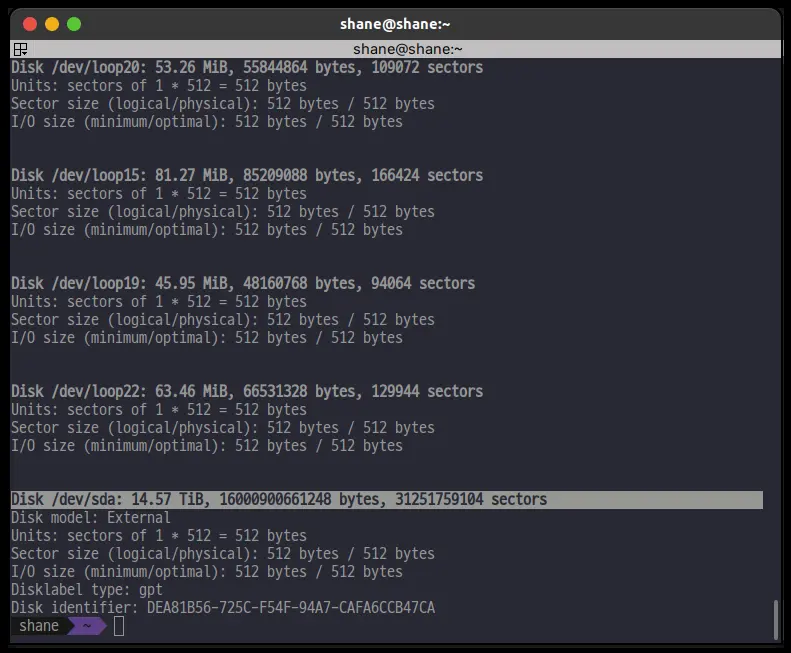 shane@shane:~
shane@shane:~
Disk /dev/loop20: 53.26 MiB, 55844864 bytes, 109072 sectors
Units: sectors of 1 * 512 = 512 bytes
Sector size (logical/physical): 512 bytes / 512 bytes
I/O size (minimum/optimal): 512 bytes / 512 bytes
Disk /dev/loop15: 81.27 MiB, 85209088 bytes, 166424 sectors
Units: sectors of 1 * 512 = 512 bytes
Sector size (logical/physical): 512 bytes / 512 bytes
I/O size (minimum/optimal): 512 bytes / 512 bytes
Disk /dev/loop19: 45.95 MiB, 48160768 bytes, 94064 sectors
Units: sectors of 1 * 512 = 512 bytes
Sector size (logical/physical): 512 bytes / 512 bytes
I/O size (minimum/optimal): 512 bytes / 512 bytes
Disk /dev/loop22: 63.46 MiB, 66531328 bytes, 129944 sectors
Units: sectors of 1 * 512 = 512 bytes
Sector size (logical/physical): 512 bytes / 512 bytes
I/O size (minimum/optimal): 512 bytes / 512 bytes
Disk /dev/sda: 14.57 TiB, 16000900661248 bytes, 31251759104 sectors
Disk model: External
Units: sectors of 1 * 512 = 512 bytes
Sector size (logical/physical): 512 bytes / 512 bytes
I/O size (minimum/optimal): 512 bytes / 512 bytes
Disklabel type: gpt
Disk identifier: DEA81B56-725C-F54F-94A7-CAFA6CCB47CA
shane ~